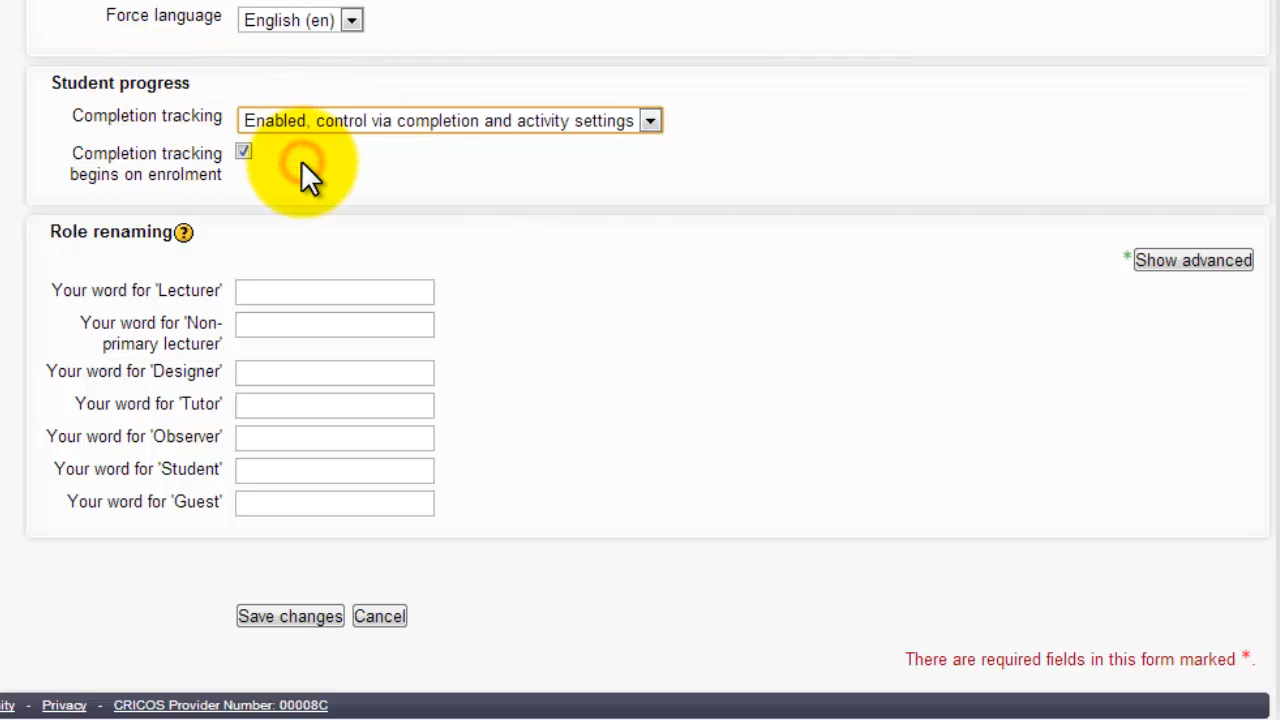 Force language English (en)
Student progress
Completion tracking Enabled, control via completion and activity settings
Completion tracking
begins on enrolment
Role renaming ?
* Show advanced
Your word for 'Lecturer'
Your word for 'Non-
primary lecturer'
Your word for 'Designer'
Your word for 'Tutor'
Your word for 'Observer'
Your word for 'Student'
Your word for 'Guest'
Save changes Cancel
There are required fields in this form marked *.
- Privacy - CRICOS Provider Number: 00008C